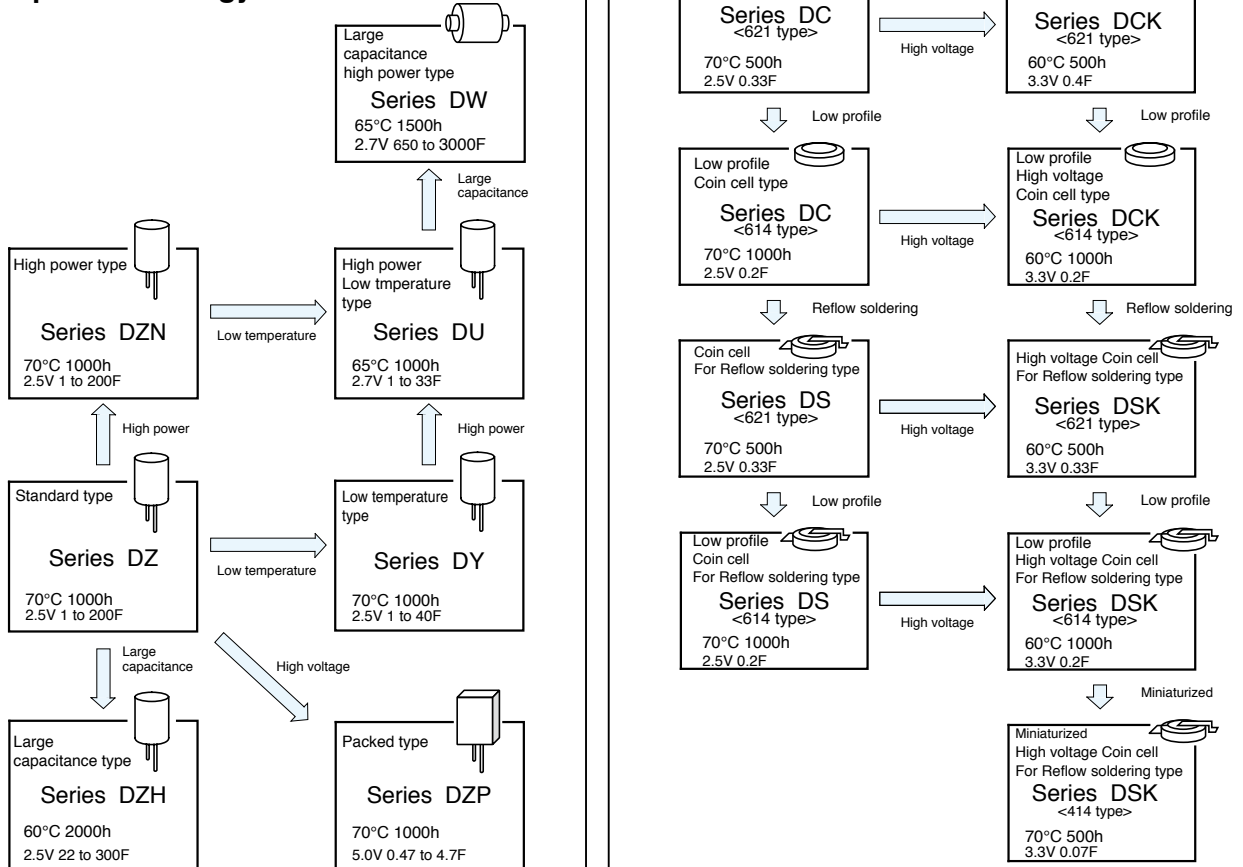 Large
capacitance
high power type
Series DW
65°C 1500h
2.7V 650 to 3000F
Large
capacitance
High power type
Series DZN
70°C 1000h
2.5V 1 to 200F
Low temperature
High power
Low tmperature
type
Series DU
65°C 1000h
2.7V 1 to 33F
High power
High power
Standard type
Series DZ
70°C 1000h
2.5V 1 to 200F
Low temperature
Low temperature
type
Series DY
70°C 1000h
2.5V 1 to 40F
Large
capacitance
High voltage
Large
capacitance type
Series DZH
60°C 2000h
2.5V 22 to 300F
Packed type
Series DZP
70°C 1000h
5.0V 0.47 to 4.7F
Series DC
<621 type>
70°C 500h
2.5V 0.33F
High voltage
Series DCK
<621 type>
60°C 500h
3.3V 0.4F
Low profile
Low profile
Low profile
Coin cell type
Series DC
<614 type>
70°C 1000h
2.5V 0.2F
High voltage
Low profile
High voltage
Coin cell type
Series DCK
<614 type>
60°C 1000h
3.3V 0.2F
Reflow soldering
Reflow soldering
Coin cell
For Reflow soldering type
Series DS
<621 type>
70°C 500h
2.5V 0.33F
High voltage
High voltage Coin cell
For Reflow soldering type
Series DSK
<621 type>
60°C 500h
3.3V 0.33F
Low profile
Low profile
Low profile
Coin cell
For Reflow soldering type
Series DS
<614 type>
70°C 1000h
2.5V 0.2F
High voltage
Low profile
High voltage Coin cell
For Reflow soldering type
Series DSK
<614 type>
60°C 1000h
3.3V 0.2F
Miniaturized
Miniaturized
High voltage Coin cell
For Reflow soldering type
Series DSK
<414 type>
70°C 500h
3.3V 0.07F